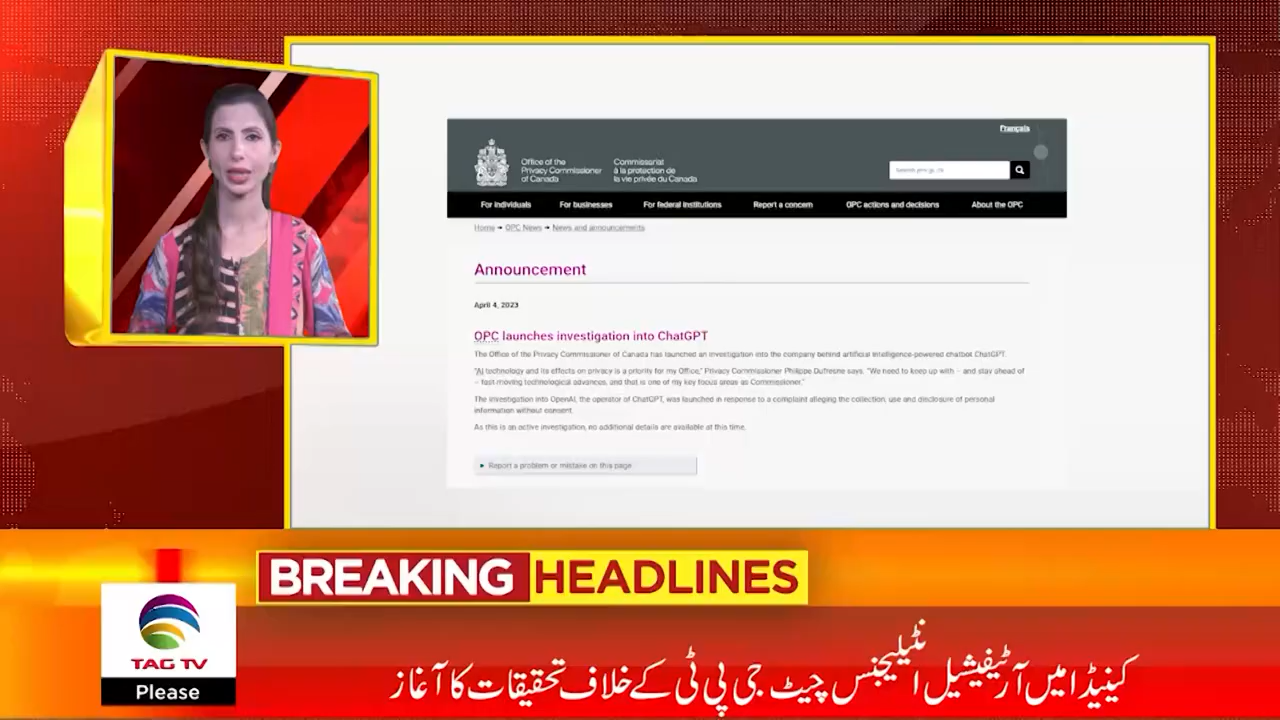 Français
Office of the
Privacy Commissioner
of Canada
Commissariat
à la protection de
la vie privée du Canada
For individuals
For businesses
For federal institutions
Report a concern
OPC actions and decisions
About the OPC
Home ➔ OPC News ➔ News and announcements
Announcement
April 4, 2023
OPC launches investigation into ChatGPT
The Office of the Privacy Commissioner of Canada has launched an investigation into the company behind artificial intelligence-powered chatbot ChatGPT.
"AI technology and its effects on privacy is a priority for my Office," Privacy Commissioner Philippe Dufresne says. "We need to keep up with – and stay ahead of
– fast-moving technological advances, and that is one of my key focus areas as Commissioner."
The investigation into OpenAI, the operator of ChatGPT, was launched in response to a complaint alleging the collection, use and disclosure of personal
information without consent.
As this is an active investigation, no additional details are available at this time.
Report a problem or mistake on this page
BREAKING HEADLINES
کینیڈا میں آرٹیفیشیل انٹیلیجنس چیٹ جی پی ٹی کے خلاف تحقیقات کا آغاز
TAG TV
Please